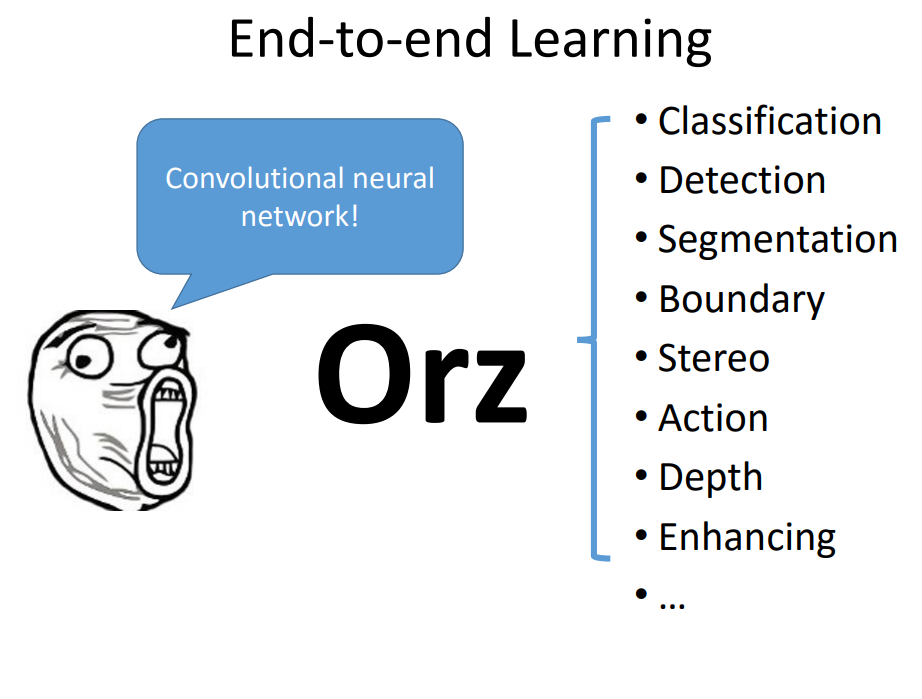 End-to-end Learning
Convolutional neural
network!
Orz
• Classification
• Detection
• Segmentation
• Boundary
• Stereo
• Action
• Depth
• Enhancing
• ...